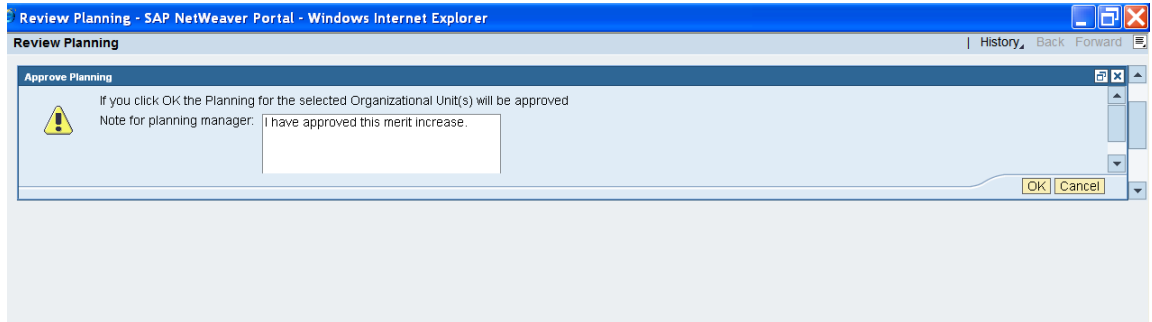 Review Planning - SAP NetWeaver Portal - Windows Internet Explorer
Review Planning | History Back Forward
Approve Planning
If you click OK the Planning for the selected Organizational Unit(s) will be approved
Note for planning manager: I have approved this merit increase.
OK Cancel